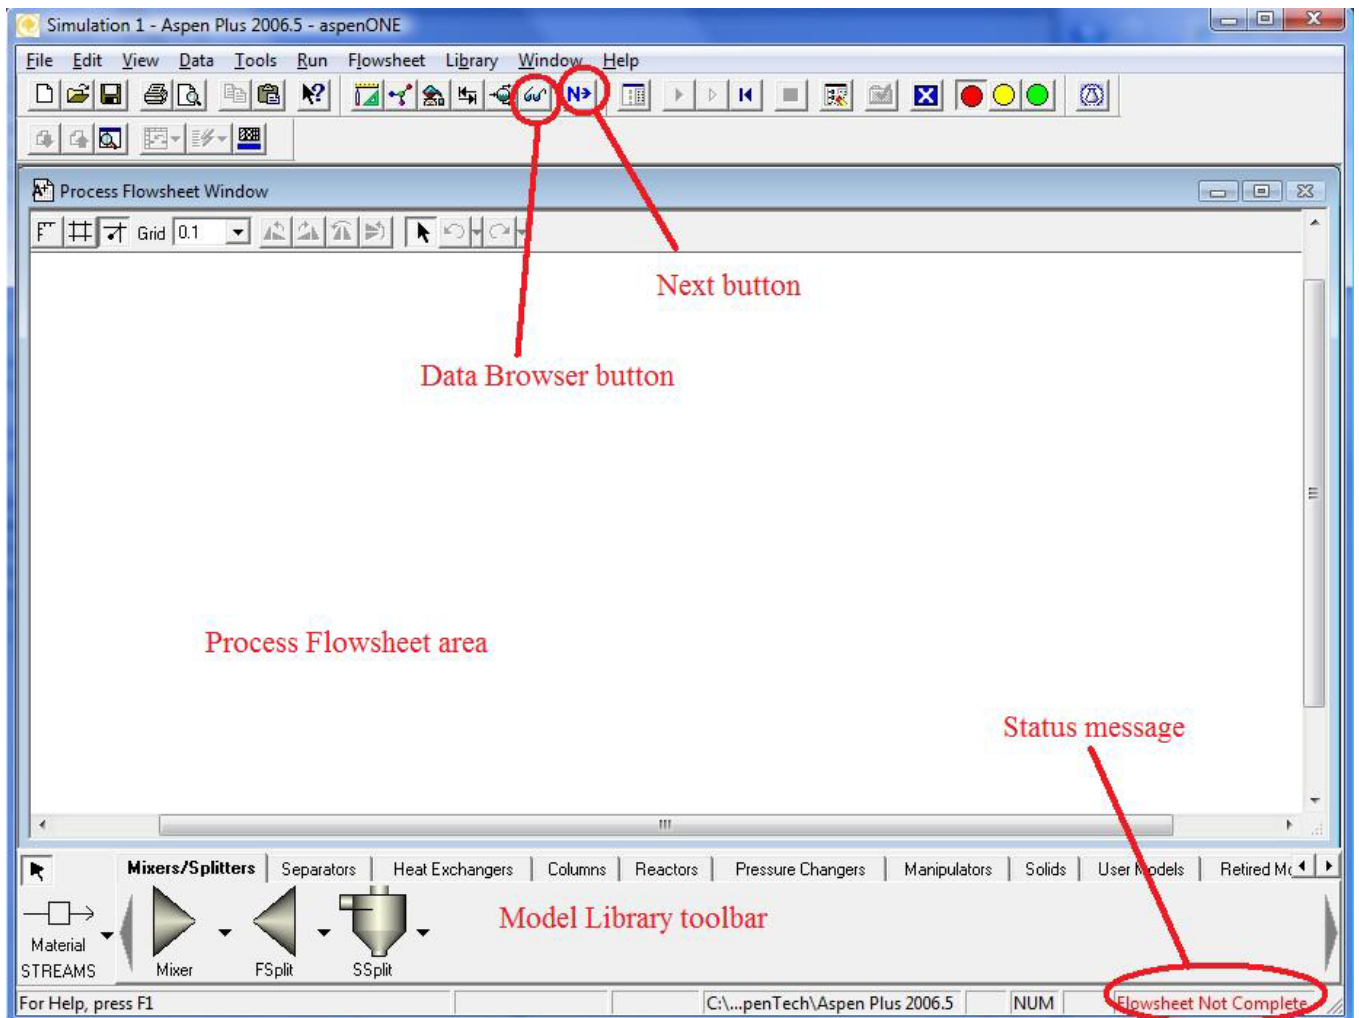 Simulation 1 - Aspen Plus 2006.5 - aspenONE
File Edit View Data Tools Run Flowsheet Library Window Help
N
Process Flowsheet Window
Grid 0.1
Next button
Data Browser button
Process Flowsheet area
Status message
Mixers/Splitters Separators Heat Exchangers Columns Reactors Pressure Changers Manipulators Solids User Models Retired
Model Library toolbar
Material
STREAMS Mixer FSplit SSplit
For Help, press F1 C:\...penTech\Aspen Plus 2006.5 NUM Flowsheet Not Complete